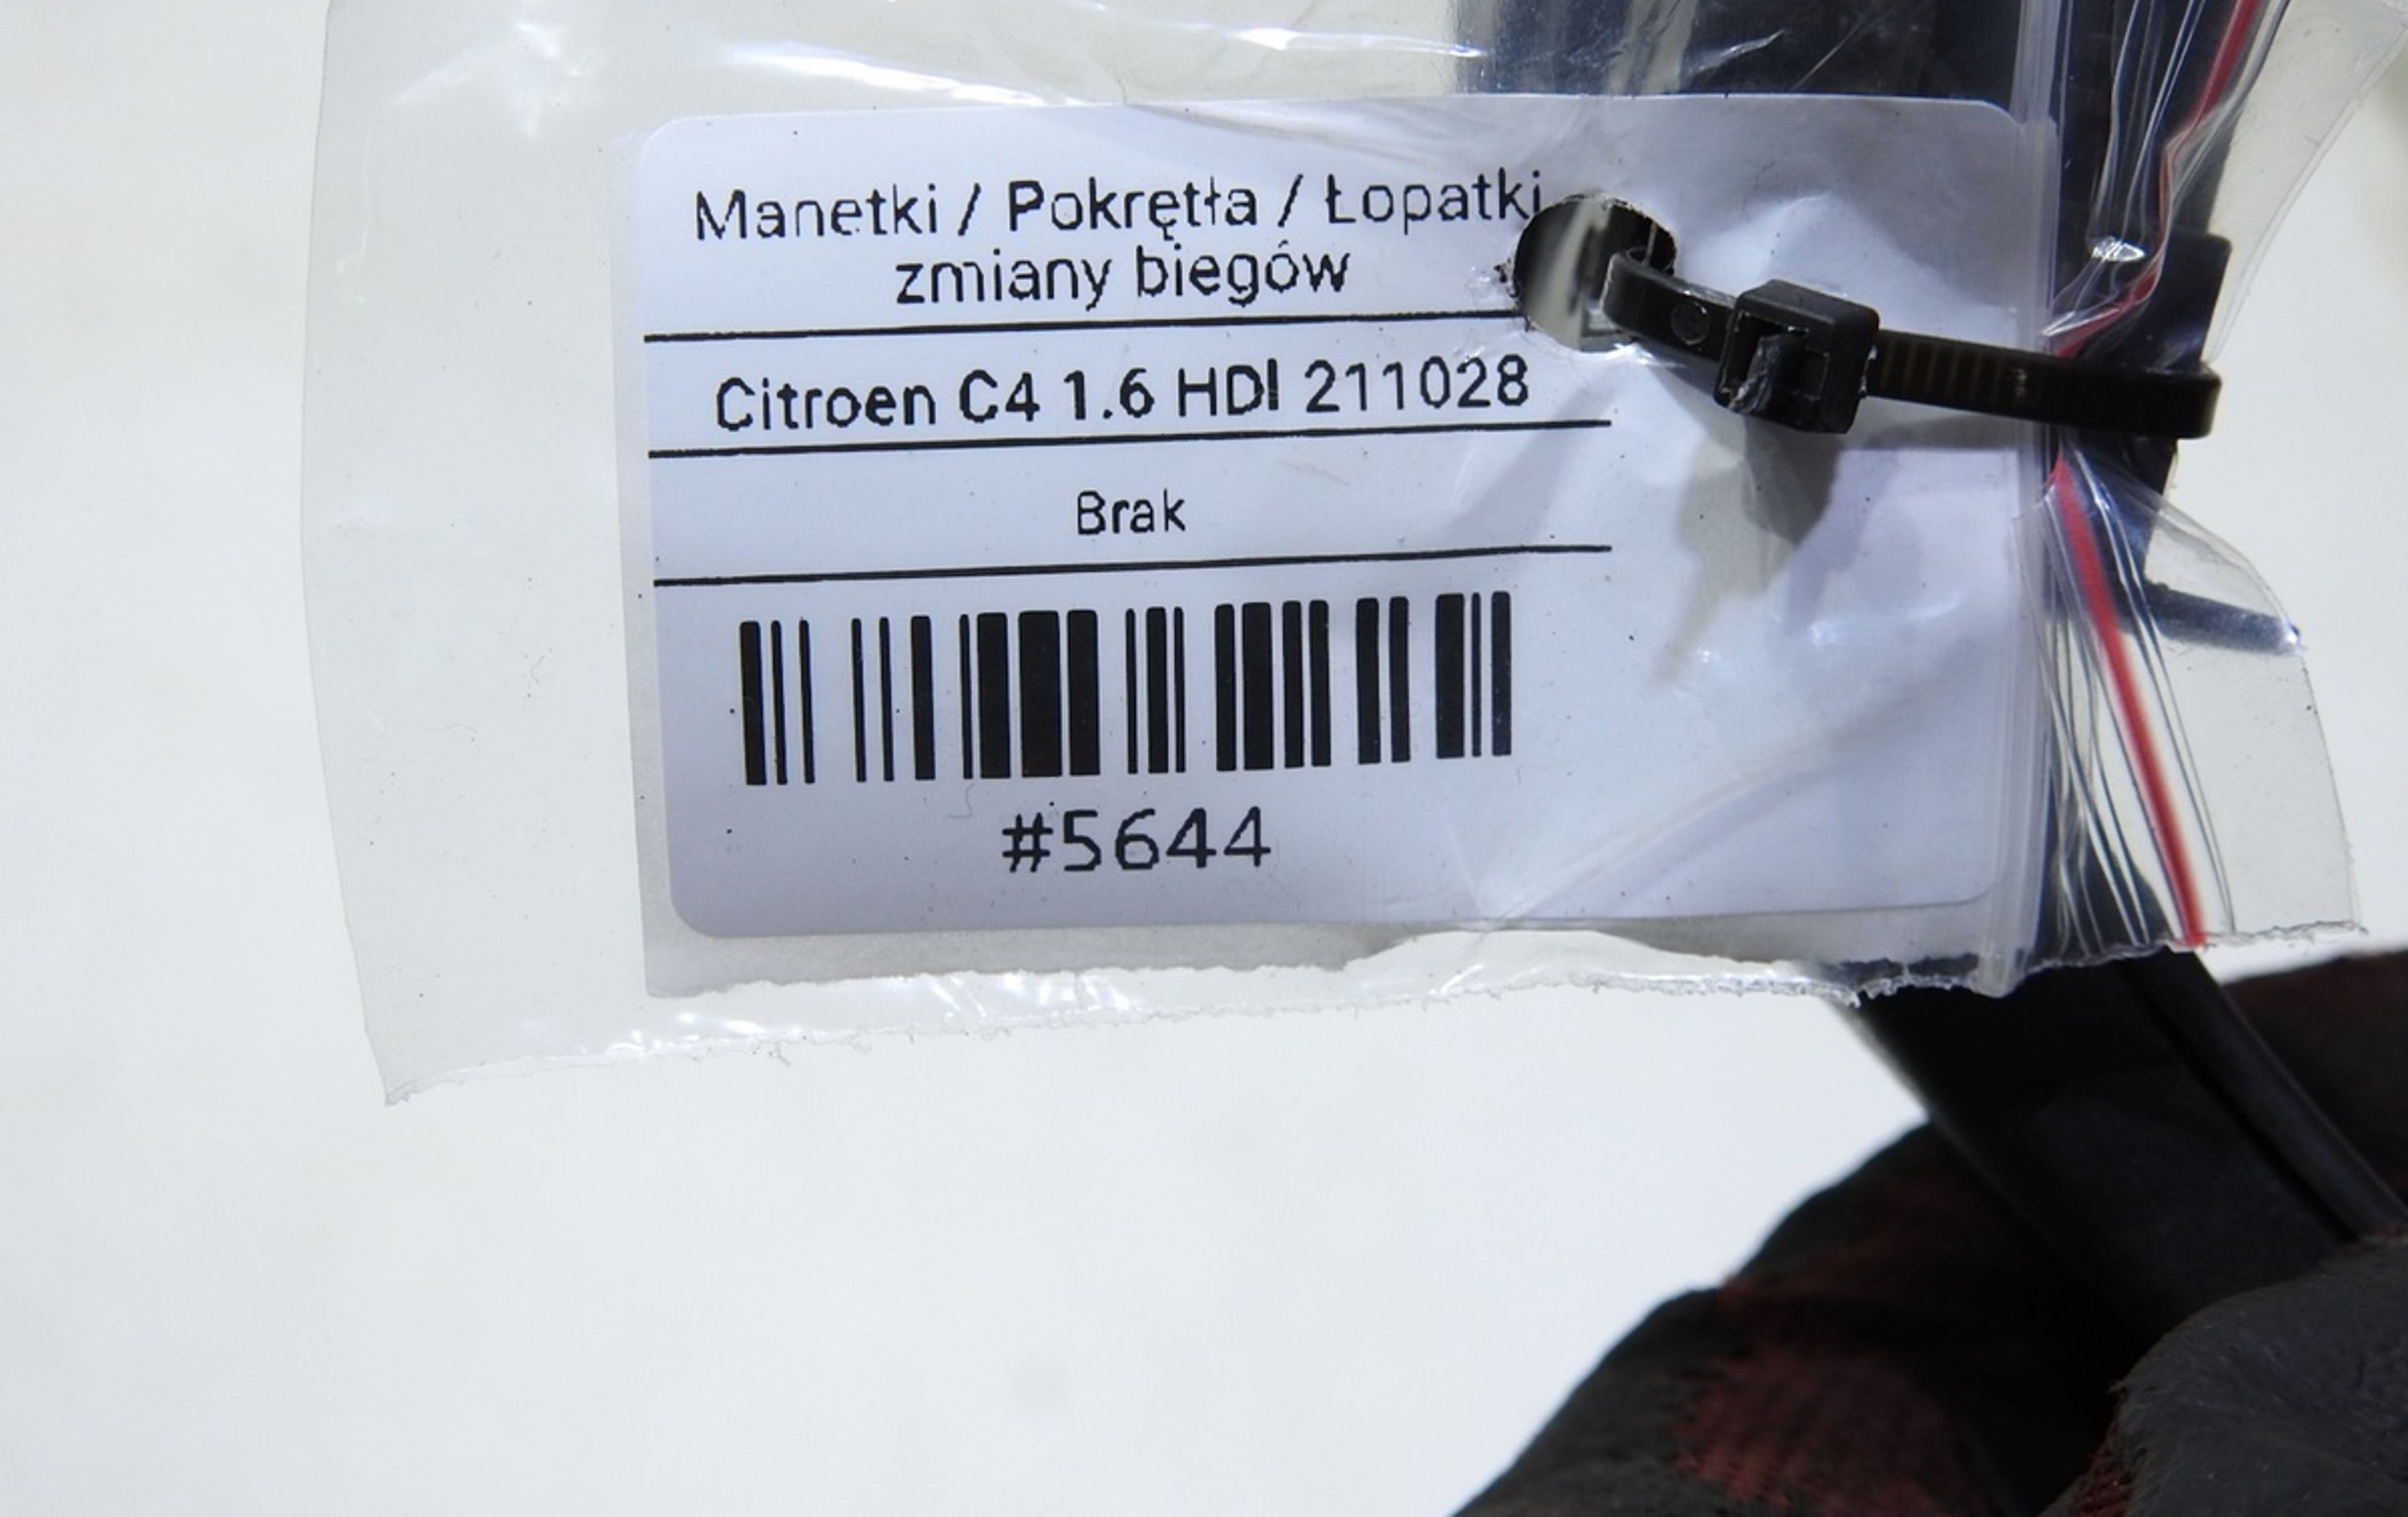 Manetki / Pokrętła / Łopatki
zmiany biegów
Citroen C4 1.6 HDI 211028
Brak
#5644